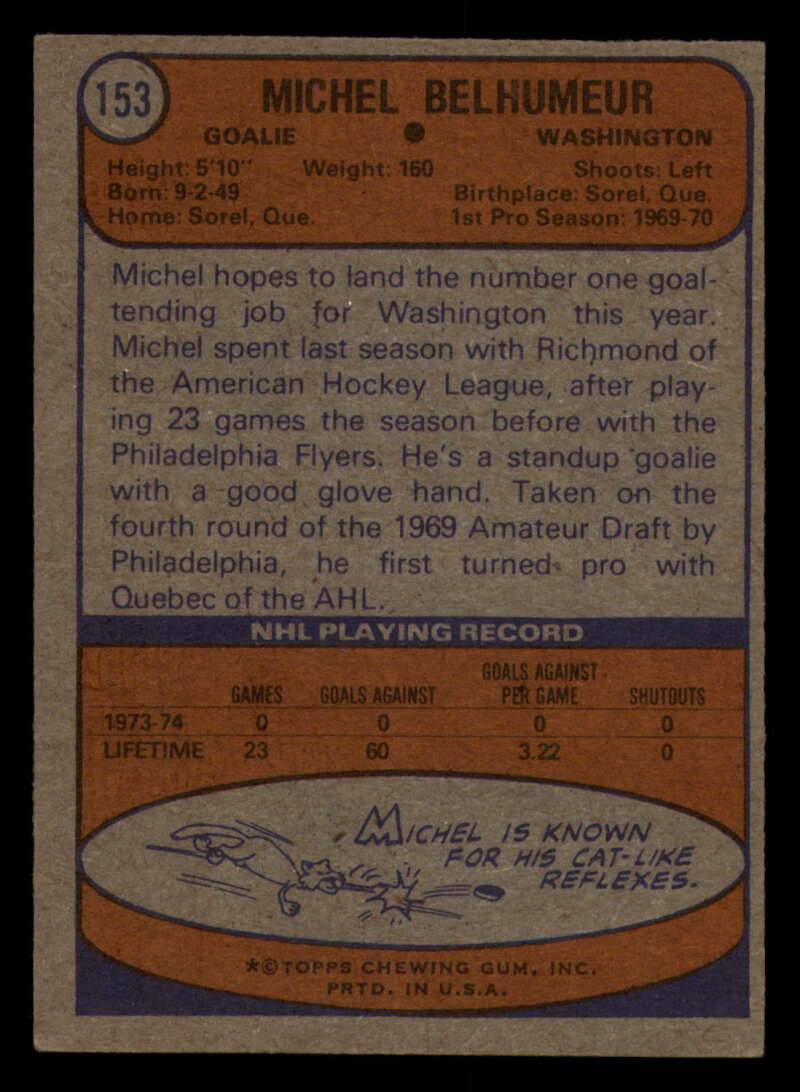 153
MICHEL BELHUMEUR
GOALIE • WASHINGTON
Height: 5'10" Weight: 160 Shoots: Left
Born: 9-2-49 Birthplace: Sorel, Que.
Home: Sorel, Que. 1st Pro Season: 1969-70
Michel hopes to land the number one goal-
tending job for Washington this year.
Michel spent last season with Richmond of
the American Hockey League, after play-
ing 23 games the season before with the
Philadelphia Flyers. He's a standup goalie
with a good glove hand. Taken on the
fourth round of the 1969 Amateur Draft by
Philadelphia, he first turned pro with
Quebec of the AHL.
NHL PLAYING RECORD
GAMES GOALS AGAINST GOALS AGAINST PER GAME SHUTOUTS
1973-74 0 0 0 0
LIFETIME 23 60 3.22 0
MICHEL IS KNOWN
FOR HIS CAT-LIKE
REFLEXES.
*©TOPPS CHEWING GUM, INC.
PRTD. IN U.S.A.